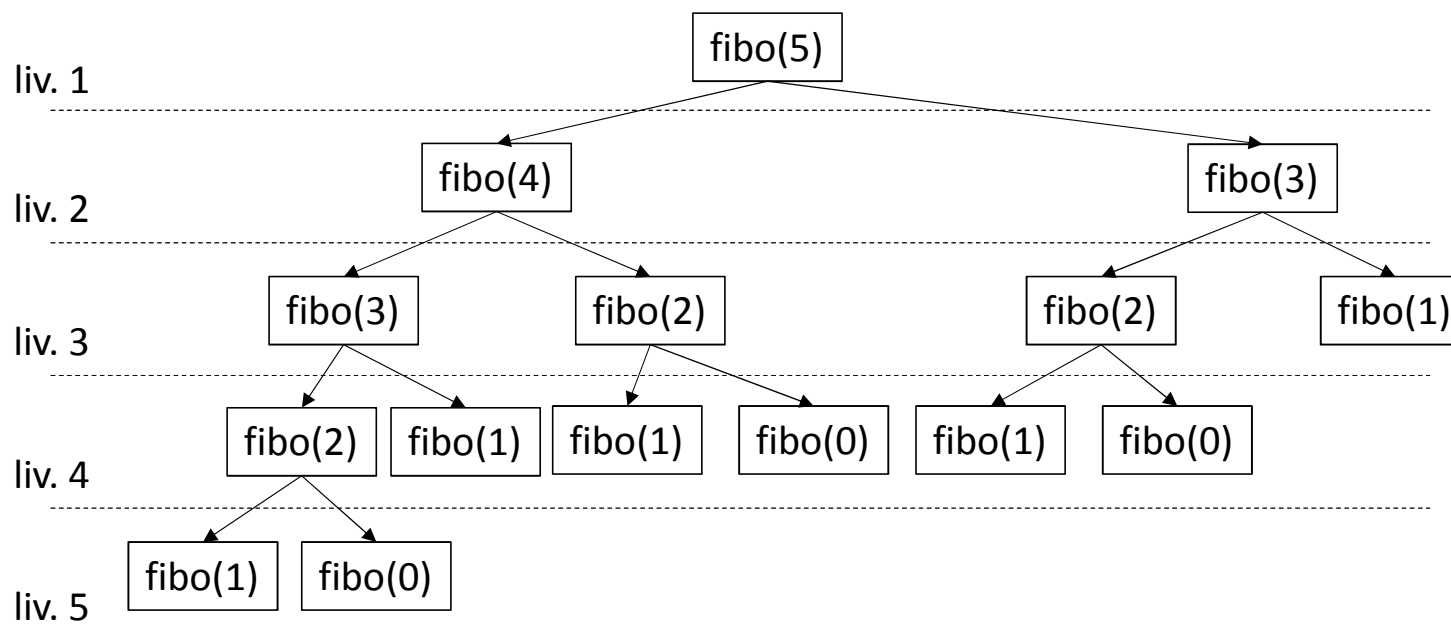 fibo(5)
liv. 1
fibo(4) fibo(3)
liv. 2
fibo(3) fibo(2) fibo(2) fibo(1)
liv. 3
fibo(2) fibo(1) fibo(1) fibo(0) fibo(1) fibo(0)
liv. 4
fibo(1) fibo(0)
liv. 5